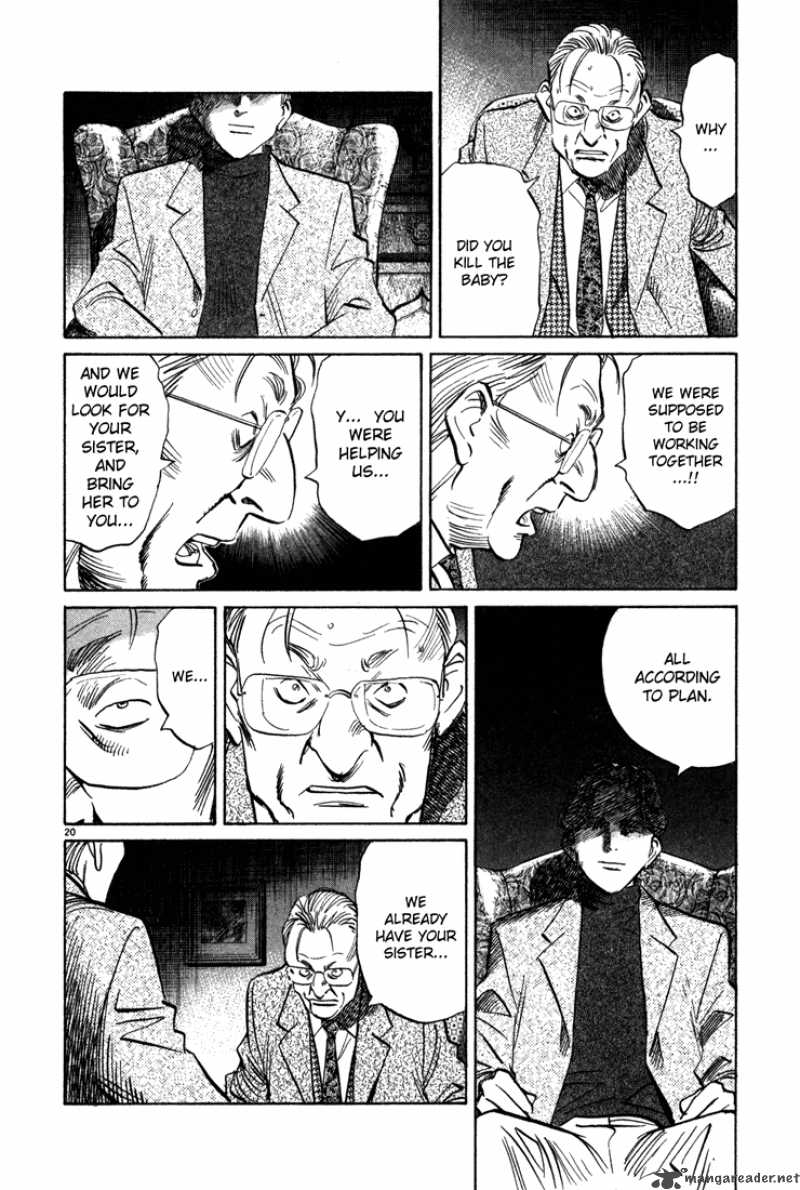 WHY
...
DID YOU
KILL THE
BABY?
WE WERE
SUPPOSED
TO BE
WORKING
TOGETHER
...!!
Y... YOU
WERE
HELPING
US...
AND WE
WOULD
LOOK FOR
YOUR
SISTER,
AND
BRING
HER TO
YOU...
ALL
ACCORDING
TO PLAN.
WE...
20
WE
ALREADY
HAVE YOUR
SISTER...
mangareader.net